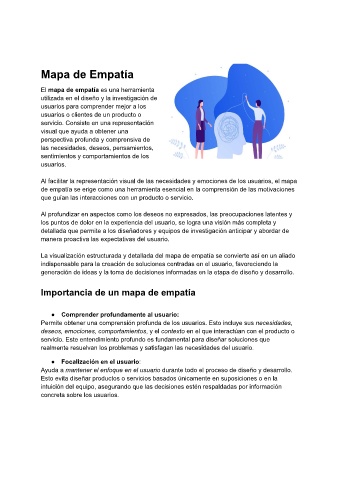 Mapa de Empatía
El mapa de empatía es una herramienta
utilizada en el diseño y la investigación de
usuarios para comprender mejor a los
usuarios o clientes de un producto o
servicio. Consiste en una representación
visual que ayuda a obtener una
perspectiva profunda y comprensiva de
las necesidades, deseos, pensamientos,
sentimientos y comportamientos de los
usuarios.
Al facilitar la representación visual de las necesidades y emociones de los usuarios, el mapa
de empatía se erige como una herramienta esencial en la comprensión de las motivaciones
que guían las interacciones con un producto o servicio.
Al profundizar en aspectos como los deseos no expresados, las preocupaciones latentes y
los puntos de dolor en la experiencia del usuario, se logra una visión más completa y
detallada que permite a los diseñadores y equipos de investigación anticipar y abordar de
manera proactiva las expectativas del usuario.
La visualización estructurada y detallada del mapa de empatía se convierte así en un aliado
indispensable para la creación de soluciones centradas en el usuario, favoreciendo la
generación de ideas y la toma de decisiones informadas en la etapa de diseño y desarrollo.
Importancia de un mapa de empatía
● Comprender profundamente al usuario:
Permite obtener una comprensión profunda de los usuarios. Esto incluye sus necesidades,
deseos, emociones, comportamientos, y el contexto en el que interactúan con el producto o
servicio. Este entendimiento profundo es fundamental para diseñar soluciones que
realmente resuelvan los problemas y satisfagan las necesidades del usuario.
● Focalización en el usuario:
Ayuda a mantener el enfoque en el usuario durante todo el proceso de diseño y desarrollo.
Esto evita diseñar productos o servicios basados únicamente en suposiciones o en la
intuición del equipo, asegurando que las decisiones estén respaldadas por información
concreta sobre los usuarios.